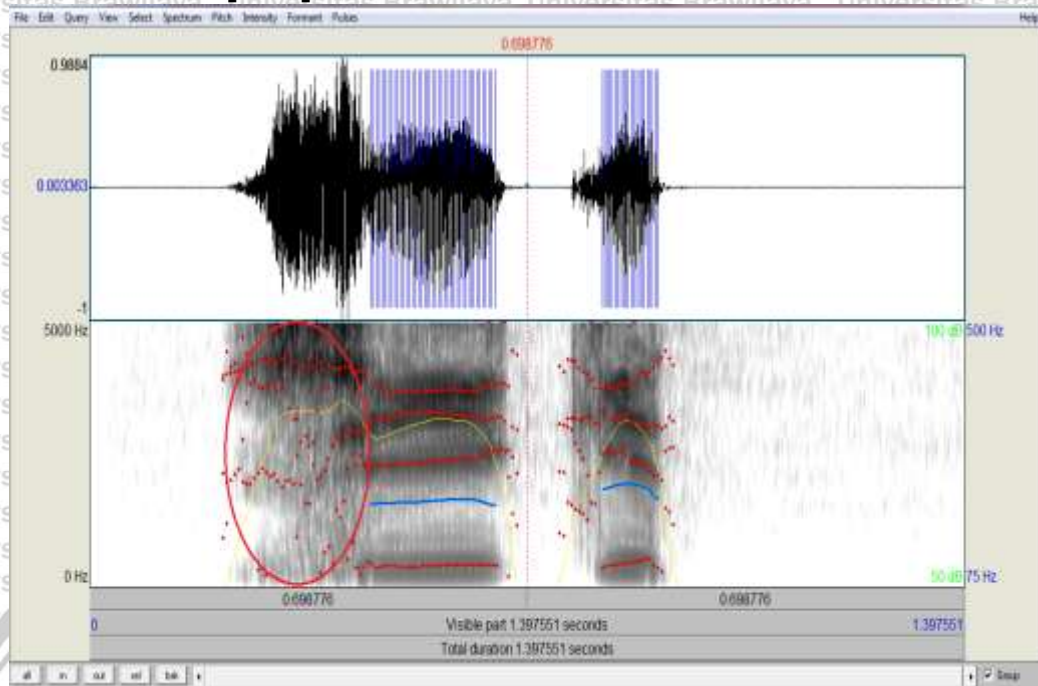 File Edit Query View Select Spectrum Pitch Intensity Formant Pulses Help
0.698776
0.9884
0.003363
-1
5000 Hz
100 dB 500 Hz
0 Hz
50 dB 75 Hz
0.698776 0.698776
0 Visible part 1.397551 seconds 1.397551
Total duration 1.397551 seconds
all in out sel bak Group